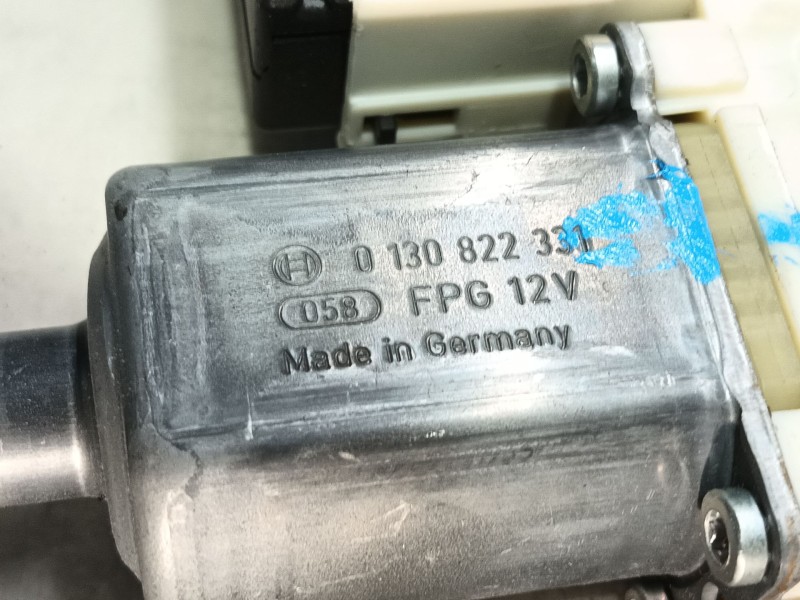 0 130 822 331
058 FPG 12V
Made in Germany